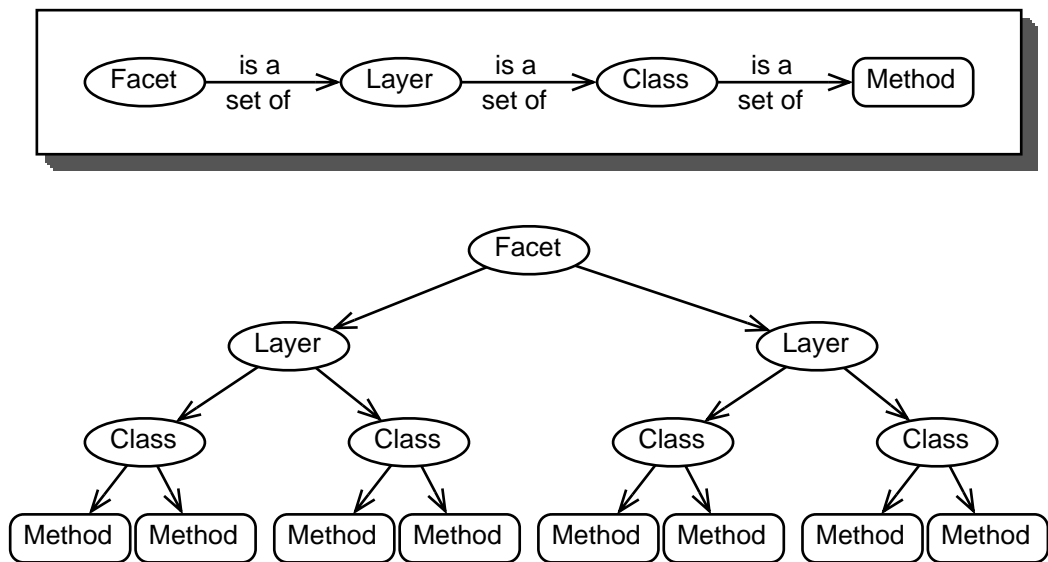 Facet is a set of Layer is a set of Class is a set of Method
Facet
Layer Layer
Class Class Class Class
Method Method Method Method Method Method Method Method